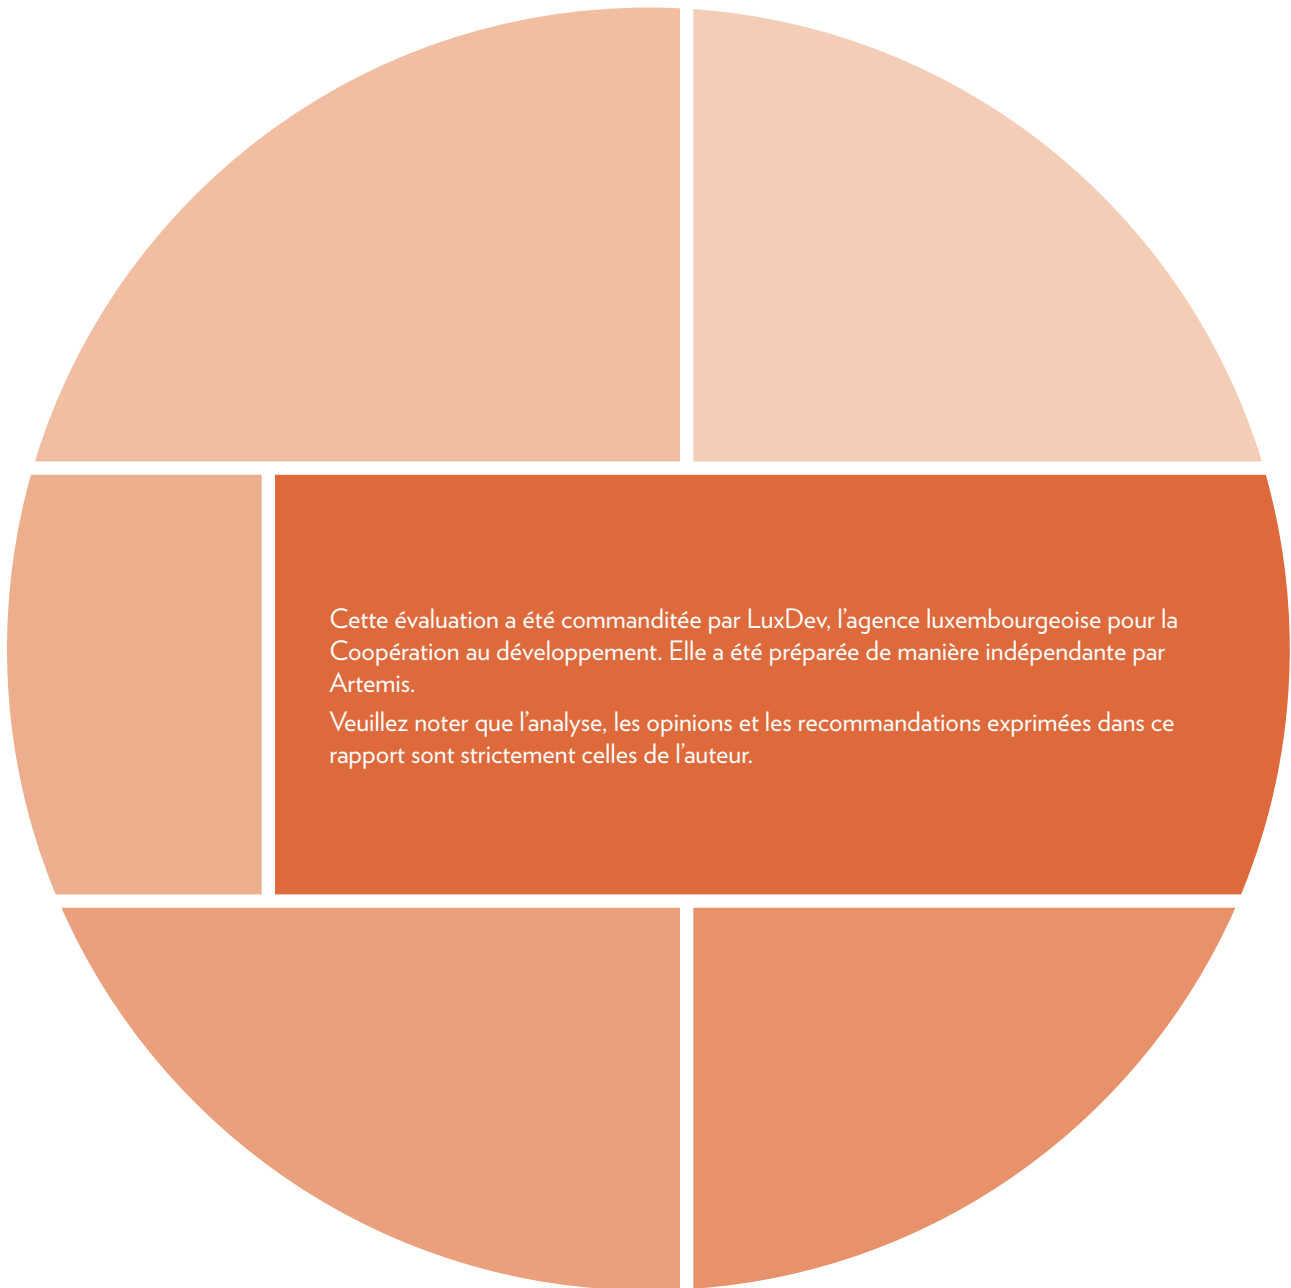 Cette évaluation a été commanditée par LuxDev, l’agence luxembourgeoise pour la
Coopération au développement. Elle a été préparée de manière indépendante par
Artemis.
Veuillez noter que l’analyse, les opinions et les recommandations exprimées dans ce
rapport sont strictement celles de l’auteur.